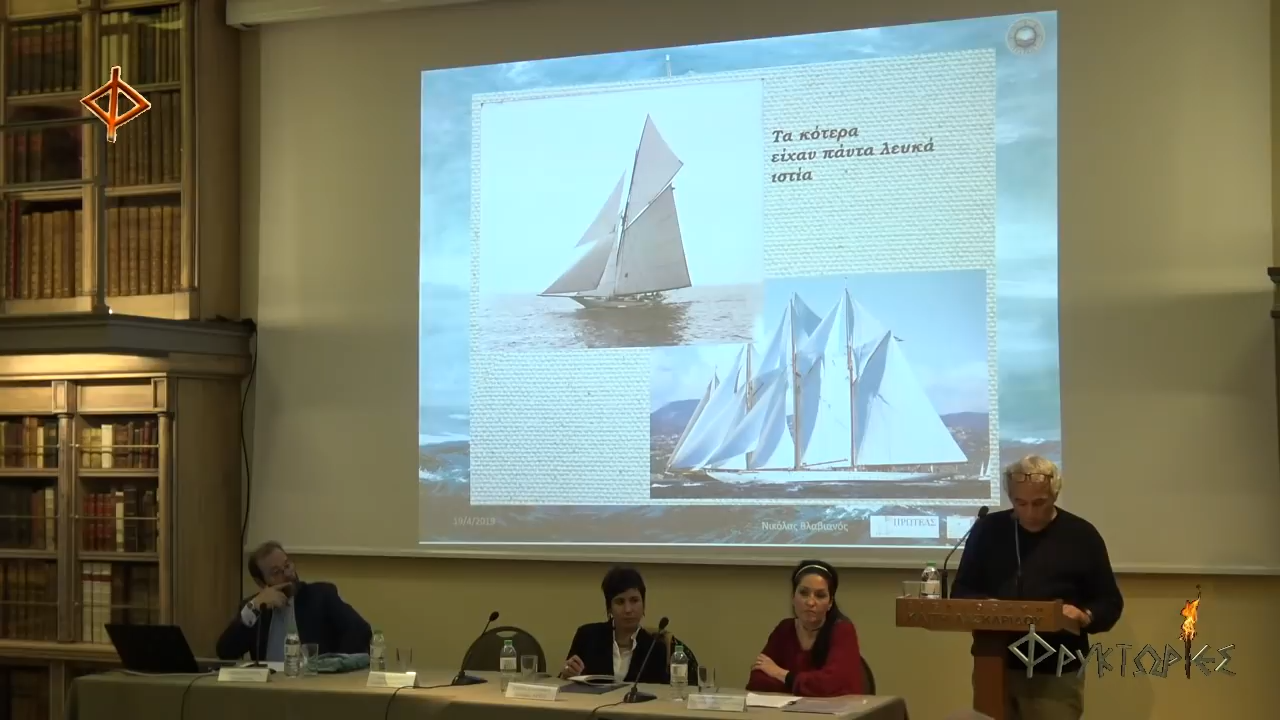 Τα κότερα
είχαν πάντα λευκά
ιστία
19/4/2019
Νικόλας Βλαβιανός
ΠΡΩΤΕΑΣ
ΦΡΥΚΤΩΡΙΕΣ